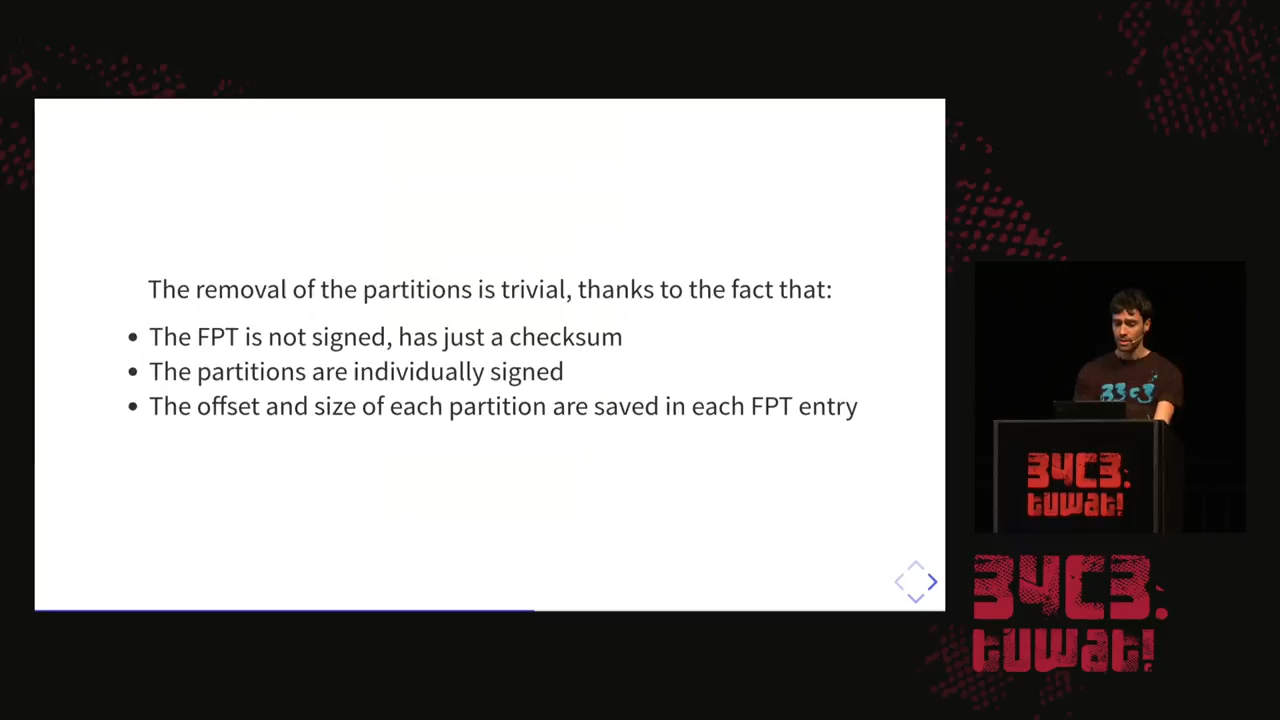 The removal of the partitions is trivial, thanks to the fact that:
• The FPT is not signed, has just a checksum
• The partitions are individually signed
• The offset and size of each partition are saved in each FPT entry
33c3
34C3.
tuwat!
34C3.
tuwat!